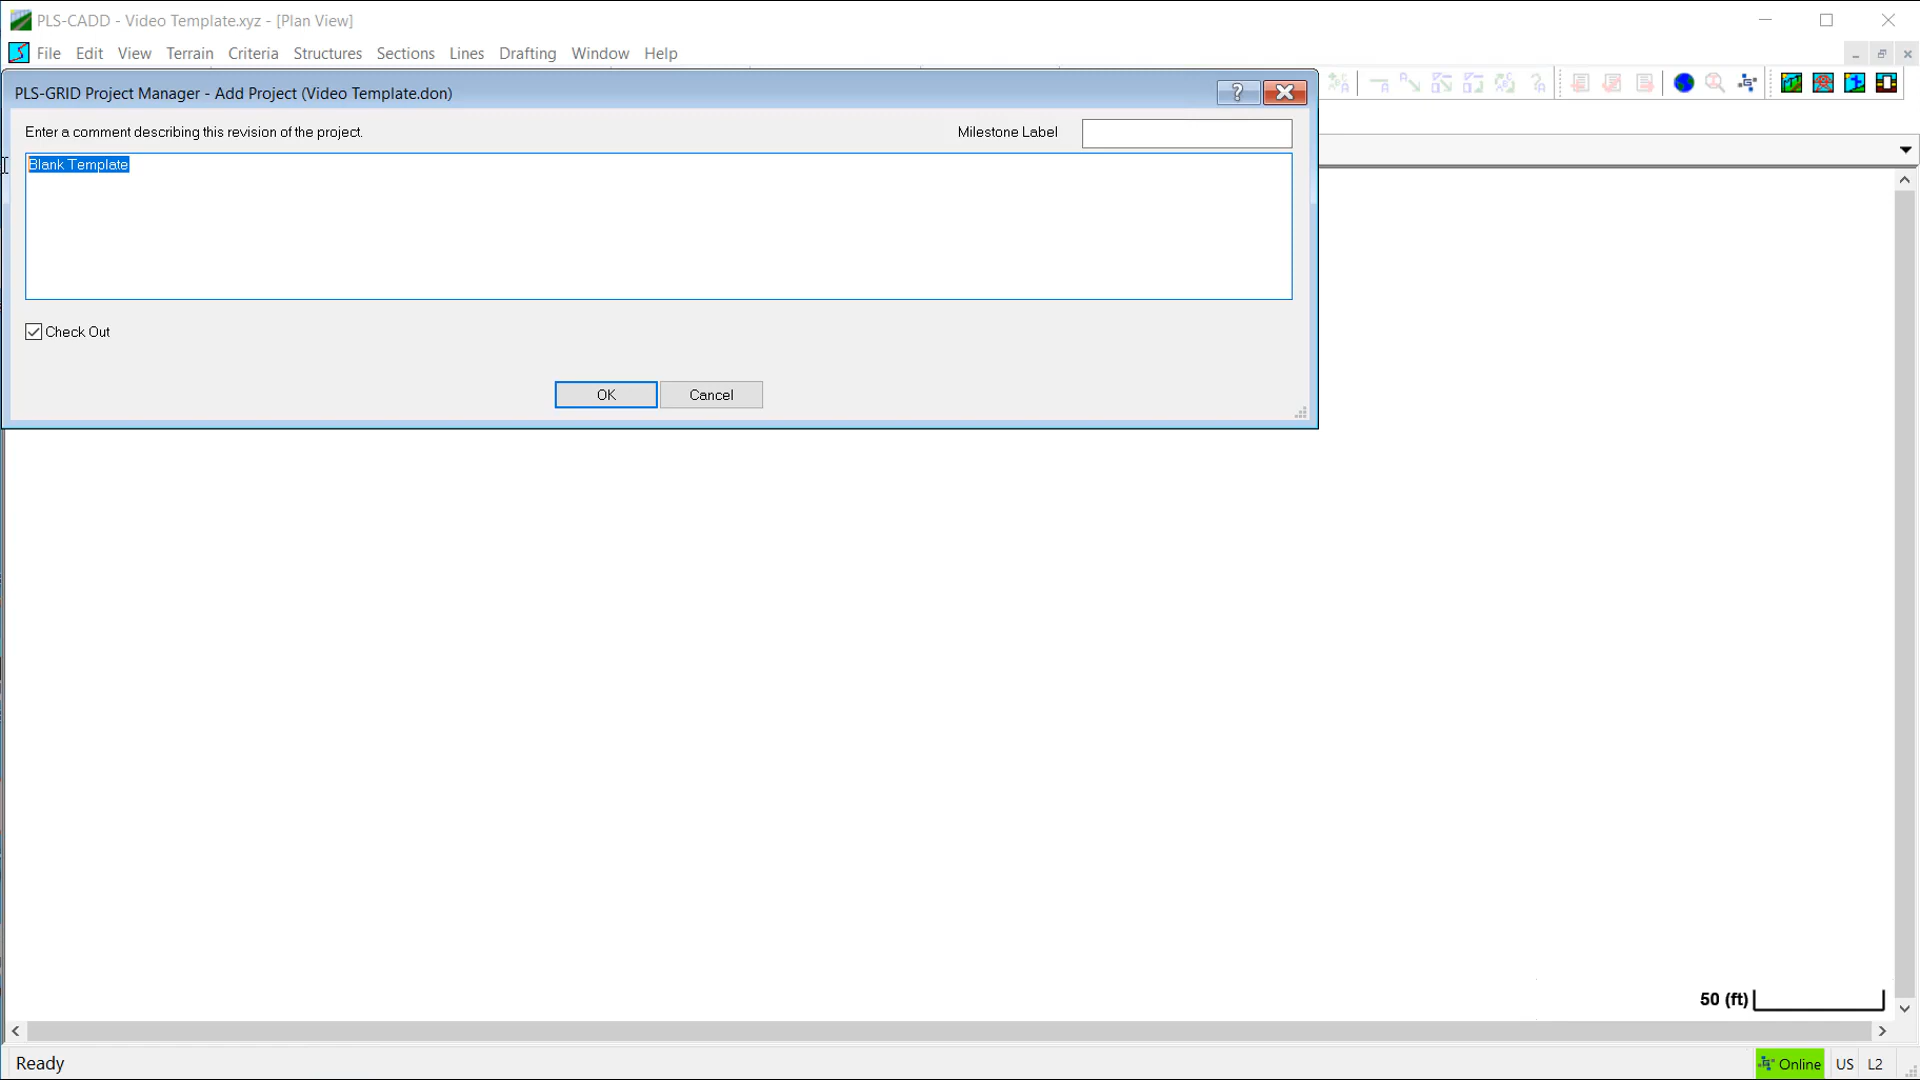 PLS-CADD - Video Template.xyz - [Plan View]
File Edit View Terrain Criteria Structures Sections Lines Drafting Window Help
PLS-GRID Project Manager - Add Project (Video Template.don)
Enter a comment describing this revision of the project.
Milestone Label
Blank Template
Check Out
OK
Cancel
50 (ft)
Ready
Online US L2